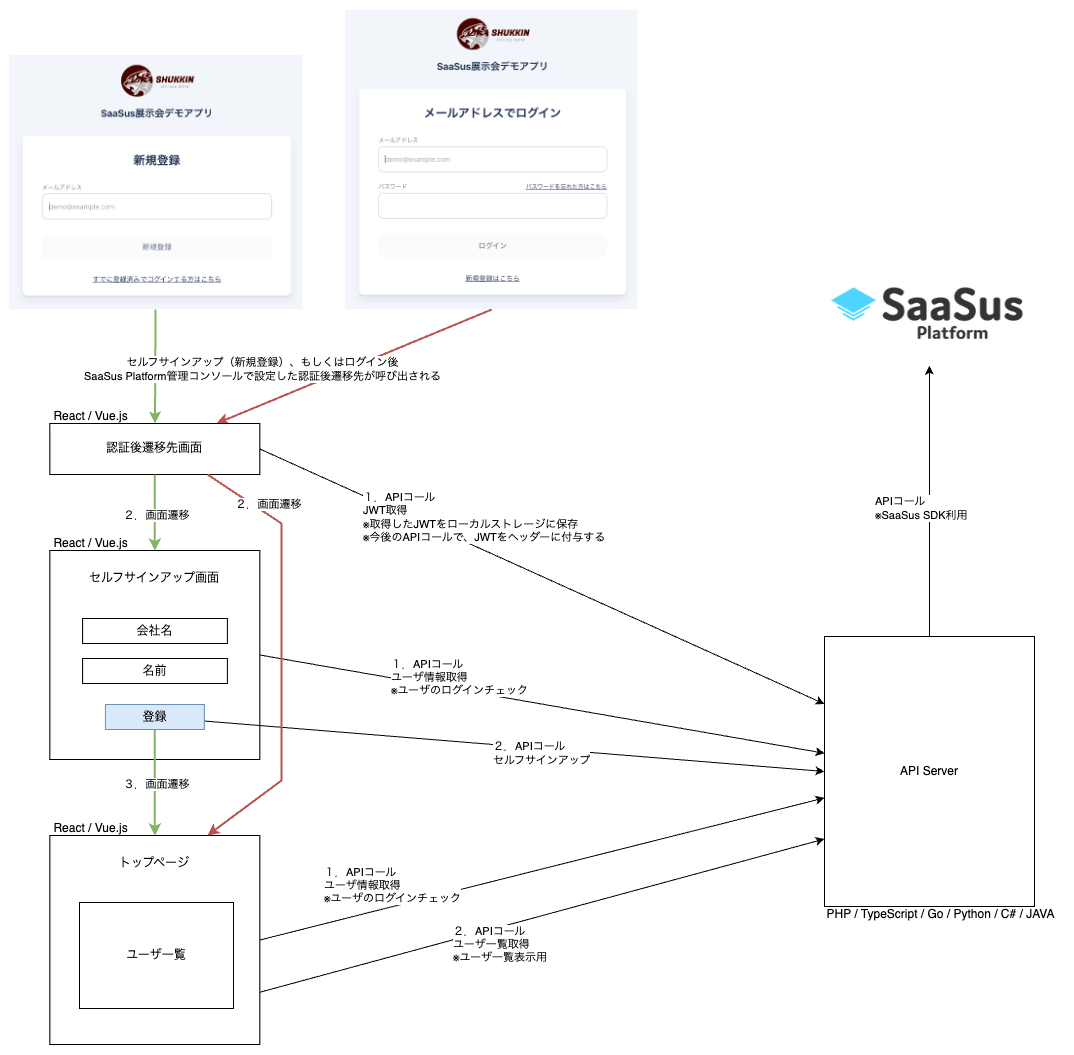 SHUKKIN
OFFICE NOW
SaaSus展示会デモアプリ
新規登録
メールアドレス
demo@example.com
新規登録
すでに登録済みでログインする方はこちら
SHUKKIN
OFFICE NOW
SaaSus展示会デモアプリ
メールアドレスでログイン
メールアドレス
demo@example.com
パスワード
パスワードを忘れた方はこちら
ログイン
新規登録はこちら
SaaSus
Platform
セルフサインアップ（新規登録）、もしくはログイン後
SaaSus Platform管理コンソールで設定した認証後遷移先が呼び出される
React / Vue.js
認証後遷移先画面
2．画面遷移
2．画面遷移
1．APIコール
JWT取得
※取得したJWTをローカルストレージに保存
※今後のAPIコールで、JWTをヘッダーに付与する
APIコール
※SaaSus SDK利用
React / Vue.js
セルフサインアップ画面
会社名
名前
登録
1．APIコール
ユーザ情報取得
※ユーザのログインチェック
2．APIコール
セルフサインアップ
API Server
PHP / TypeScript / Go / Python / C# / JAVA
3．画面遷移
React / Vue.js
トップページ
ユーザ一覧
1．APIコール
ユーザ情報取得
※ユーザのログインチェック
2．APIコール
ユーザ一覧取得
※ユーザ一覧表示用